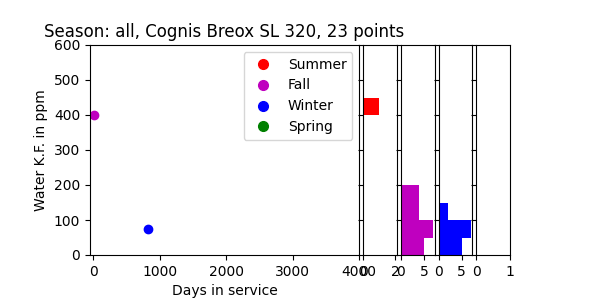 Season: all, Cognis Breox SL 320, 23 points
Water K.F. in ppm
600
500
400
300
200
100
0
Summer
Fall
Winter
Spring
0 1000 2000 3000 4000 0 2 0 5 0 5 0 1
Days in service